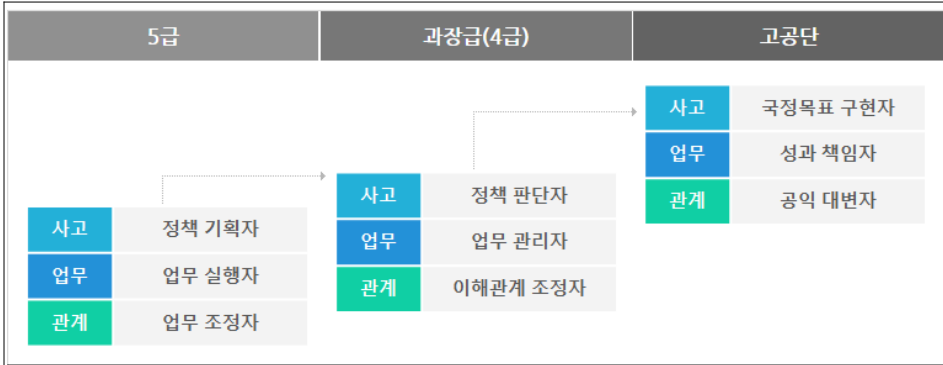 5급 과장급(4급) 고공단
사고 국정목표 구현자
업무 성과 책임자
관계 공익 대변자
사고 정책 판단자
업무 업무 관리자
관계 이해관계 조정자
사고 정책 기획자
업무 업무 실행자
관계 업무 조정자